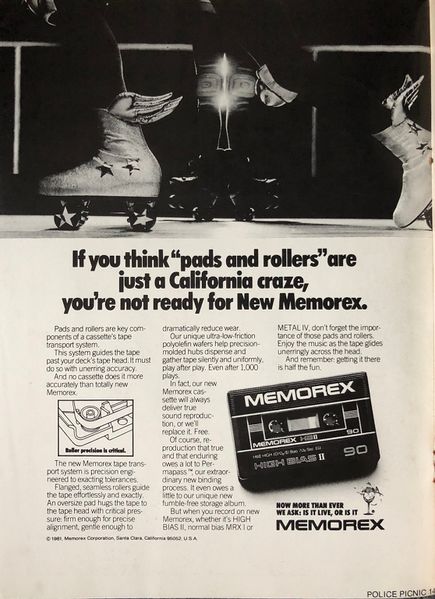 If you think “pads and rollers” are
just a California craze,
you’re not ready for New Memorex.
Pads and rollers are key com-
ponents of a cassette's tape
transport system.
This system guides the tape
past your deck's tape head. It must
do so with unerring accuracy.
And no cassette does it more
accurately than totally new
Memorex.
Roller precision is critical.
The new Memorex tape trans-
port system is precision engi-
neered to exacting tolerances.
Flanged, seamless rollers guide
the tape effortlessly and exactly.
An oversize pad hugs the tape to
the tape head with critical pres-
sure: firm enough for precise
alignment, gentle enough to
dramatically reduce wear.
Our unique ultra-low-friction
polyolefin wafers help precision-
molded hubs dispense and
gather tape silently and uniformly,
play after play. Even after 1,000
plays.
In fact, our new
Memorex cas-
sette will always
deliver true
sound reproduc-
tion, or we'll
replace it. Free.
Of course, re-
production that true
and that enduring
owes a lot to Per-
mapass™, our extraor-
dinary new binding
process. It even owes a
little to our unique new
fumble-free storage album.
But when you record on new
Memorex, whether it's HIGH
BIAS II, normal bias MRX I or
METAL IV, don't forget the impor-
tance of those pads and rollers.
Enjoy the music as the tape glides
unerringly across the head.
And remember: getting it there
is half the fun.
MEMOREX
MEMOREX HBII 90
HIGH BIAS II 90
NOW MORE THAN EVER
WE ASK: IS IT LIVE, OR IS IT
MEMOREX
© 1981, Memorex Corporation, Santa Clara, California 95052, U.S.A.
POLICE PICNIC 14